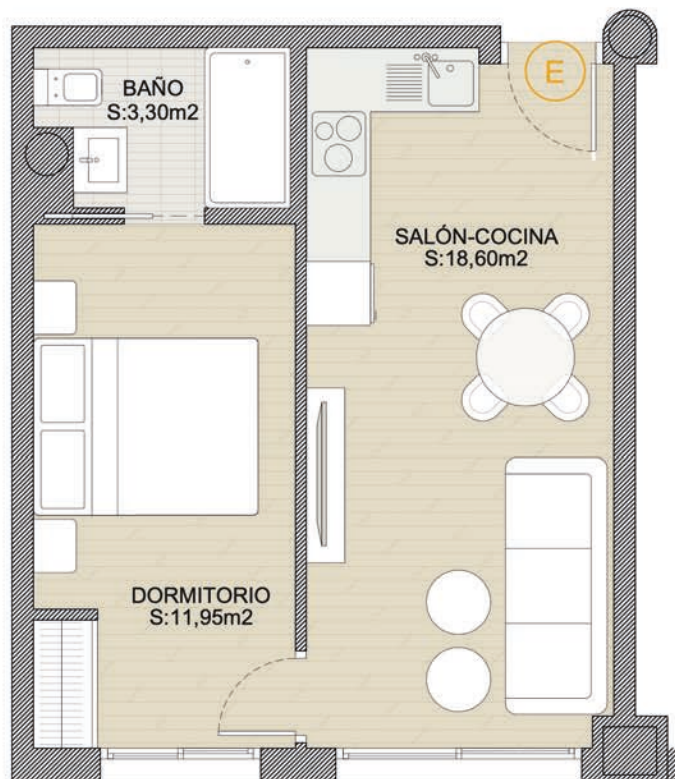 BAÑO
S:3,30m2
E
SALÓN-COCINA
S:18,60m2
DORMITORIO
S:11,95m2